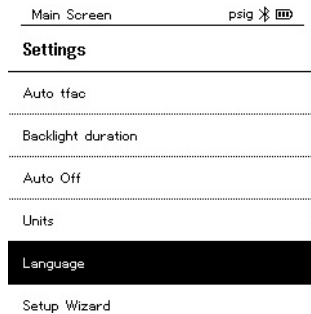 Main Screen psig
Settings
Auto tfac
Backlight duration
Auto Off
Units
Language
Setup Wizard